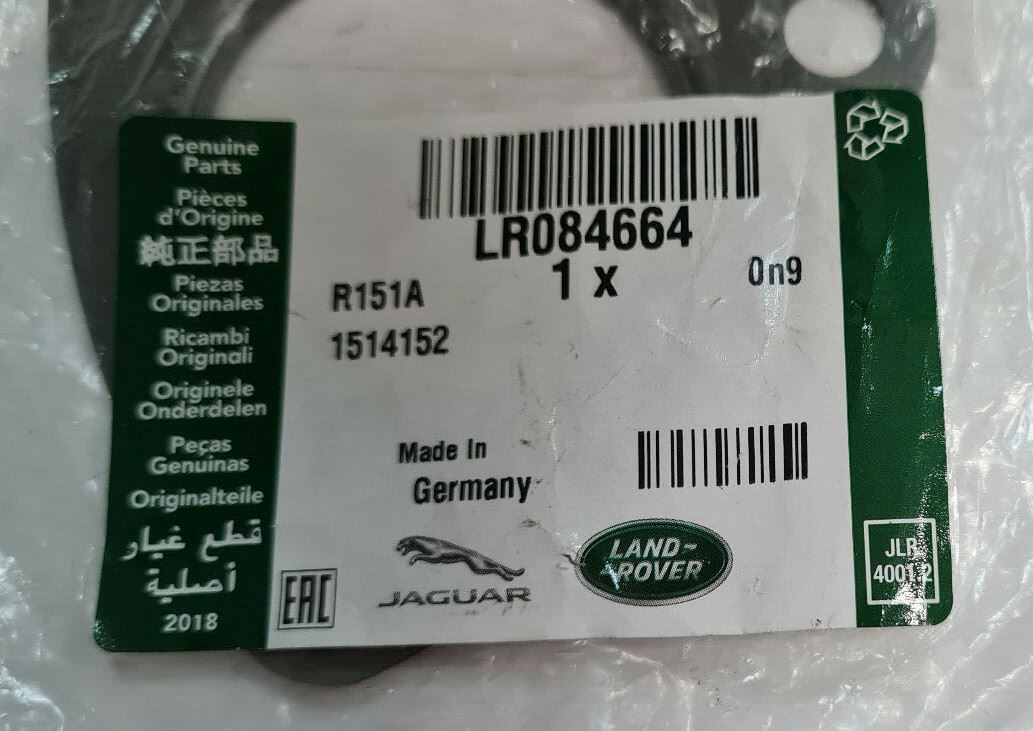 Genuine
Parts
Pièces
d'Origine
純正部品
Piezas
Originales
Ricambi
Originali
Originele
Onderdelen
Peças
Genuinas
Originalteile
قطع غيار
أصلية
2018
LR084664
1 x
0n9
R151A
1514152
Made In
Germany
EAC
JAGUAR
LAND-
ROVER
JLR
4001.2